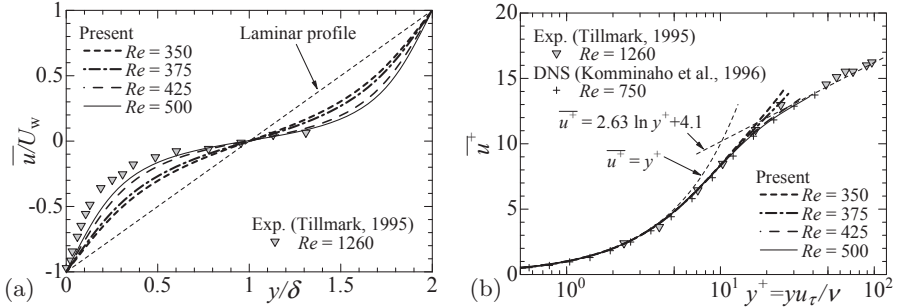 (a)
u/U_w
1
0.5
0
-0.5
-1
0
0.5
1
1.5
2
y/δ
Present
Re = 350
Re = 375
Re = 425
Re = 500
Laminar profile
Exp. (Tillmark, 1995)
Re = 1260
(b)
u⁺
20
15
10
5
0
10⁰
10¹
10²
y⁺=yu_τ/ν
Exp. (Tillmark, 1995)
Re = 1260
DNS (Komminaho et al., 1996)
Re = 750
u⁺ = 2.63 ln y⁺+4.1
u⁺ = y⁺
Present
Re = 350
Re = 375
Re = 425
Re = 500